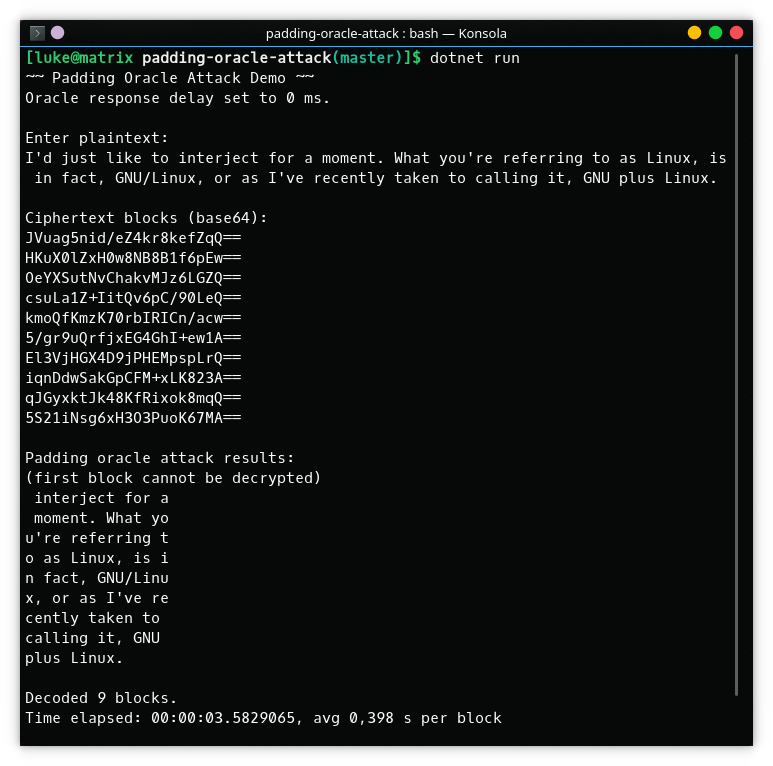 padding-oracle-attack : bash — Konsola
[luke@matrix padding-oracle-attack(master)]$ dotnet run
~~ Padding Oracle Attack Demo ~~
Oracle response delay set to 0 ms.
Enter plaintext:
I'd just like to interject for a moment. What you're referring to as Linux, is
in fact, GNU/Linux, or as I've recently taken to calling it, GNU plus Linux.
Ciphertext blocks (base64):
JVuag5nid/eZ4kr8kefZqQ==
HKuX0lZxH0w8NB8B1f6pEw==
OeYXSutNvChakvMJz6LGZQ==
csuLa1Z+IitQv6pC/90LeQ==
kmoQfKmzK70rbIRICn/acw==
5/gr9uQrfjxEG4GhI+ew1A==
El3VjHGX4D9jPHEMpspLrQ==
iqnDdwSakGpCFM+xLK823A==
qJGyxktJk48KfRixok8mqQ==
5S21iNsg6xH3O3PuoK67MA==
Padding oracle attack results:
(first block cannot be decrypted)
interject for a
moment. What yo
u're referring t
o as Linux, is i
n fact, GNU/Linu
x, or as I've re
cently taken to
calling it, GNU
plus Linux.
Decoded 9 blocks.
Time elapsed: 00:00:03.5829065, avg 0,398 s per block